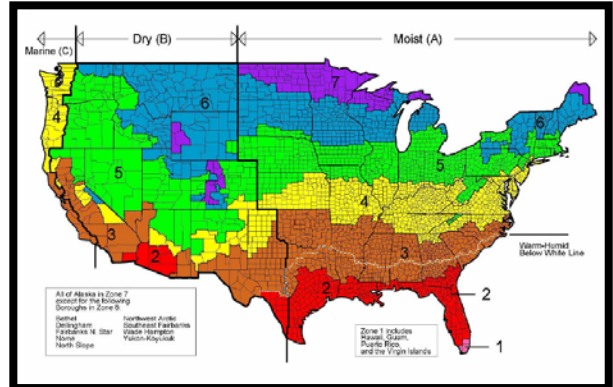 Marine (C)
Dry (B)
Moist (A)
7
6
6
4
5
5
4
3
3
2
2
2
1
Warm-Humid
Below White Line
All of Alaska in Zone 7
except for the following
Boroughs in Zone 8:
Bethel Northwest Arctic
Dellingham Southeast Fairbanks
Fairbanks N. Star Wade Hampton
Nome Yukon-Koyukuk
North Slope
Zone 1 includes
Hawaii, Guam,
Puerto Rico,
and the Virgin Islands